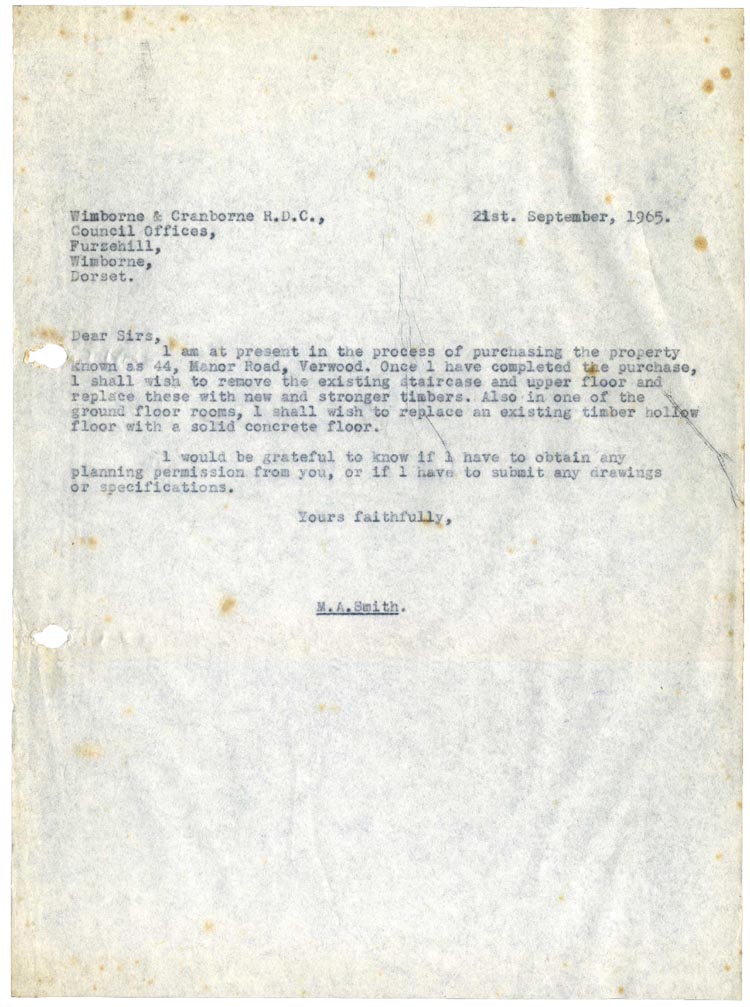 Wimborne & Cranborne R.D.C.,
21st. September, 1965.
Council Offices,
Furzehill,
Wimborne,
Dorset.
Dear Sirs,
I am at present in the process of purchasing the property
known as 44, Manor Road, Verwood. Once I have completed the purchase,
I shall wish to remove the existing staircase and upper floor and
replace these with new and stronger timbers. Also in one of the
ground floor rooms, I shall wish to replace an existing timber hollow
floor with a solid concrete floor.
I would be grateful to know if I have to obtain any
planning permission from you, or if I have to submit any drawings
or specifications.
Yours faithfully,
M.A.Smith.